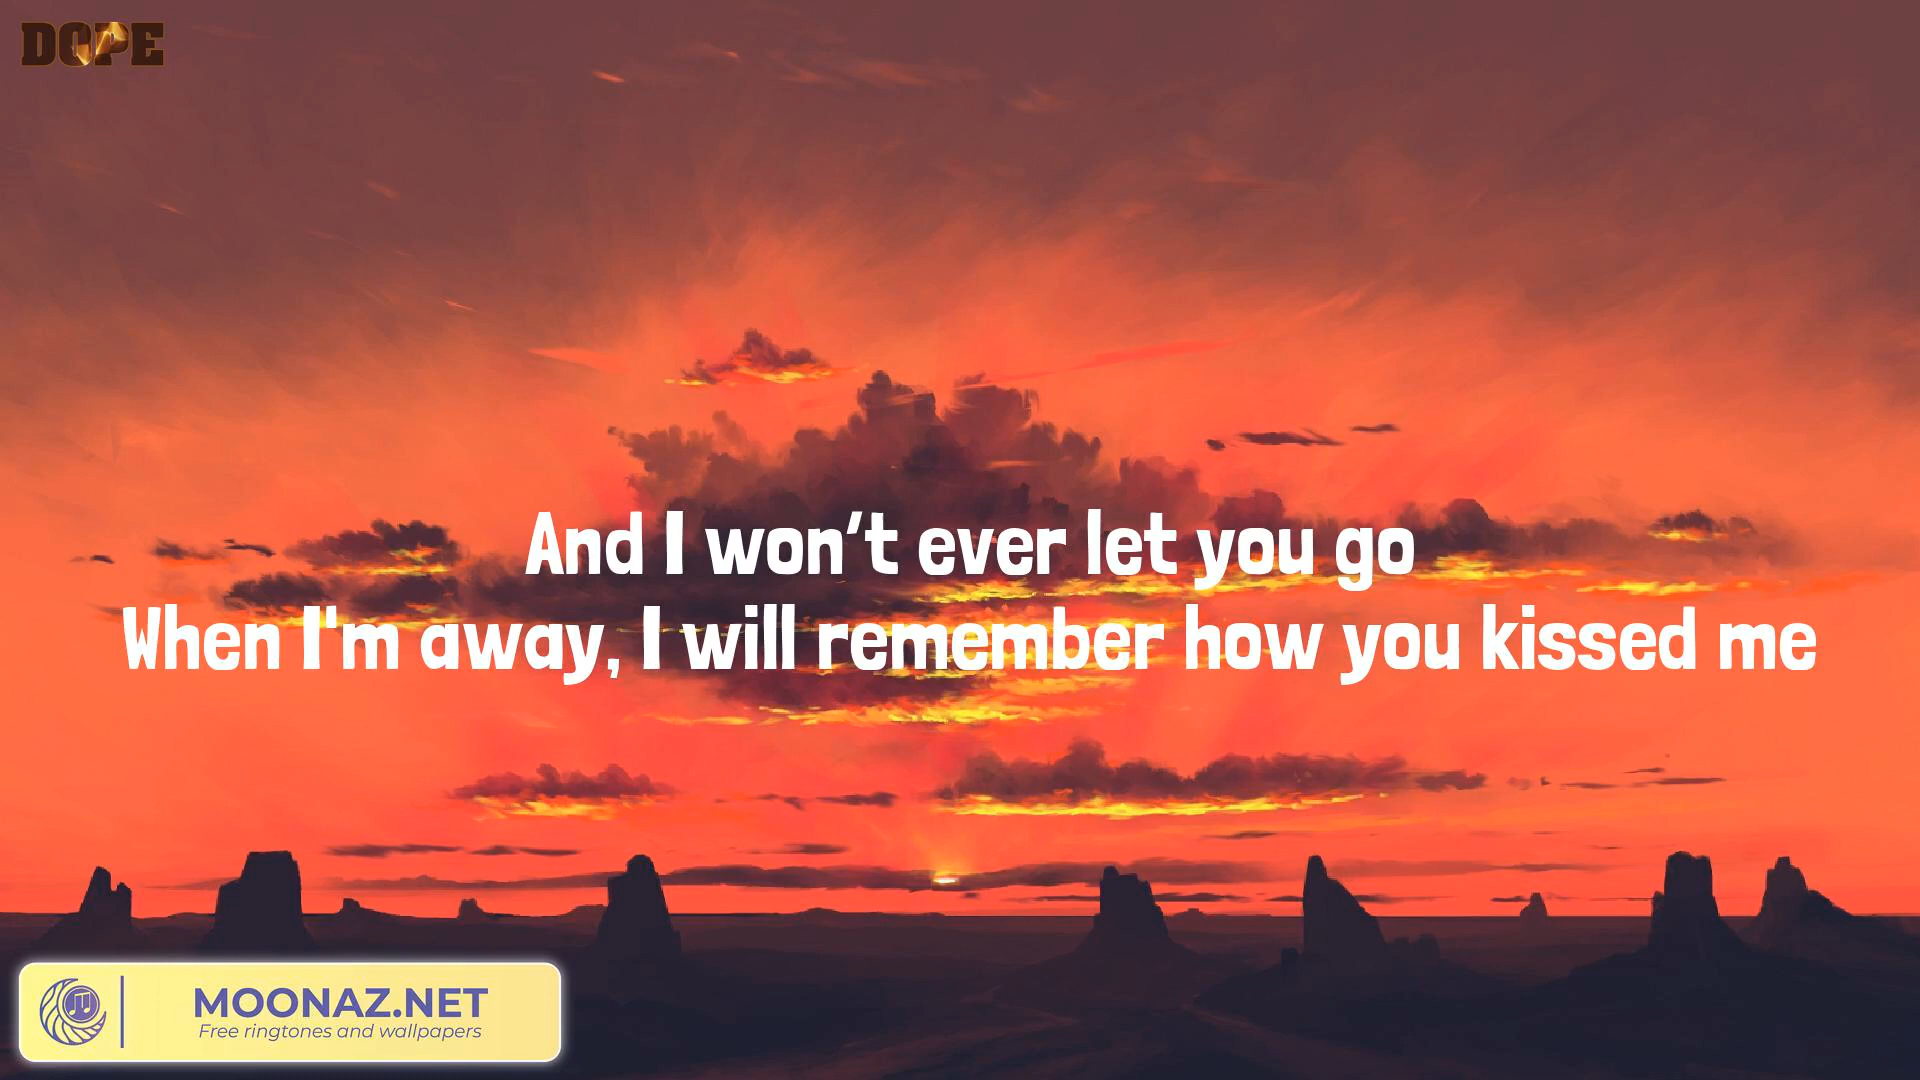 DOPE
And I won’t ever let you go
When I'm away, I will remember how you kissed me
MOONAZ.NET
Free ringtones and wallpapers